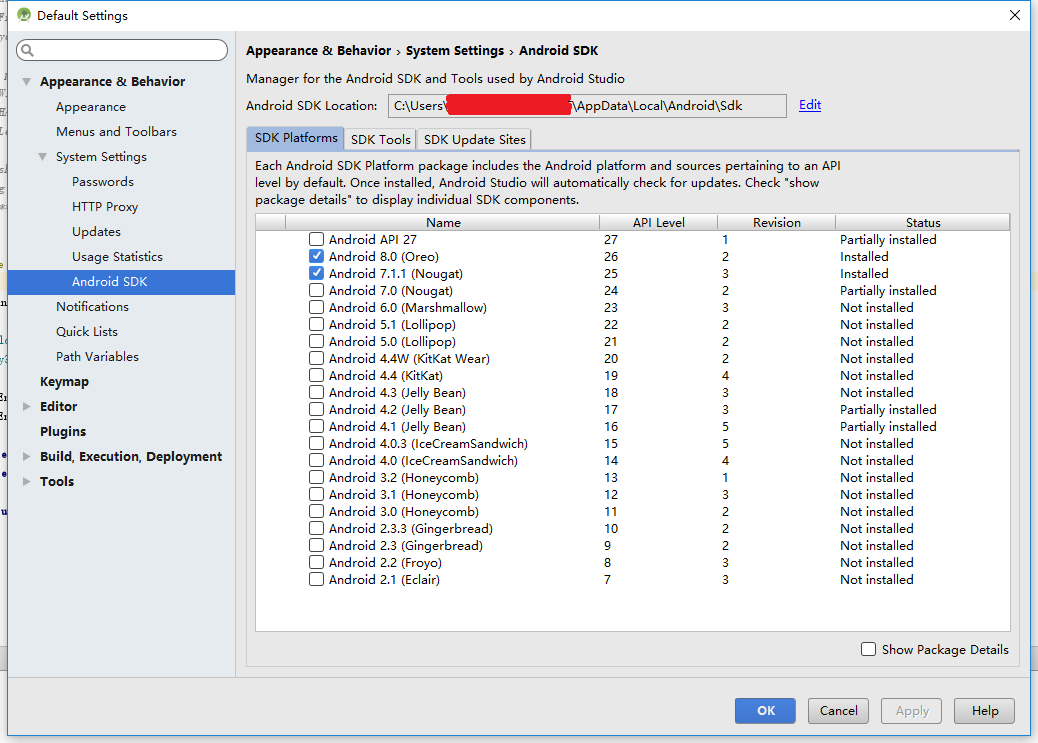 Default Settings
Appearance & Behavior
Appearance
Menus and Toolbars
System Settings
Passwords
HTTP Proxy
Updates
Usage Statistics
Android SDK
Notifications
Quick Lists
Path Variables
Keymap
Editor
Plugins
Build, Execution, Deployment
Tools
Appearance & Behavior › System Settings › Android SDK
Manager for the Android SDK and Tools used by Android Studio
Android SDK Location: C:\Users\ \AppData\Local\Android\Sdk Edit
SDK Platforms SDK Tools SDK Update Sites
Each Android SDK Platform package includes the Android platform and sources pertaining to an API
level by default. Once installed, Android Studio will automatically check for updates. Check "show
package details" to display individual SDK components.
Name API Level Revision Status
Android API 27 27 1 Partially installed
Android 8.0 (Oreo) 26 2 Installed
Android 7.1.1 (Nougat) 25 3 Installed
Android 7.0 (Nougat) 24 2 Partially installed
Android 6.0 (Marshmallow) 23 3 Not installed
Android 5.1 (Lollipop) 22 2 Not installed
Android 5.0 (Lollipop) 21 2 Not installed
Android 4.4W (KitKat Wear) 20 2 Not installed
Android 4.4 (KitKat) 19 4 Not installed
Android 4.3 (Jelly Bean) 18 3 Not installed
Android 4.2 (Jelly Bean) 17 3 Partially installed
Android 4.1 (Jelly Bean) 16 5 Partially installed
Android 4.0.3 (IceCreamSandwich) 15 5 Not installed
Android 4.0 (IceCreamSandwich) 14 4 Not installed
Android 3.2 (Honeycomb) 13 1 Not installed
Android 3.1 (Honeycomb) 12 3 Not installed
Android 3.0 (Honeycomb) 11 2 Not installed
Android 2.3.3 (Gingerbread) 10 2 Not installed
Android 2.3 (Gingerbread) 9 2 Not installed
Android 2.2 (Froyo) 8 3 Not installed
Android 2.1 (Eclair) 7 3 Not installed
Show Package Details
OK Cancel Apply Help